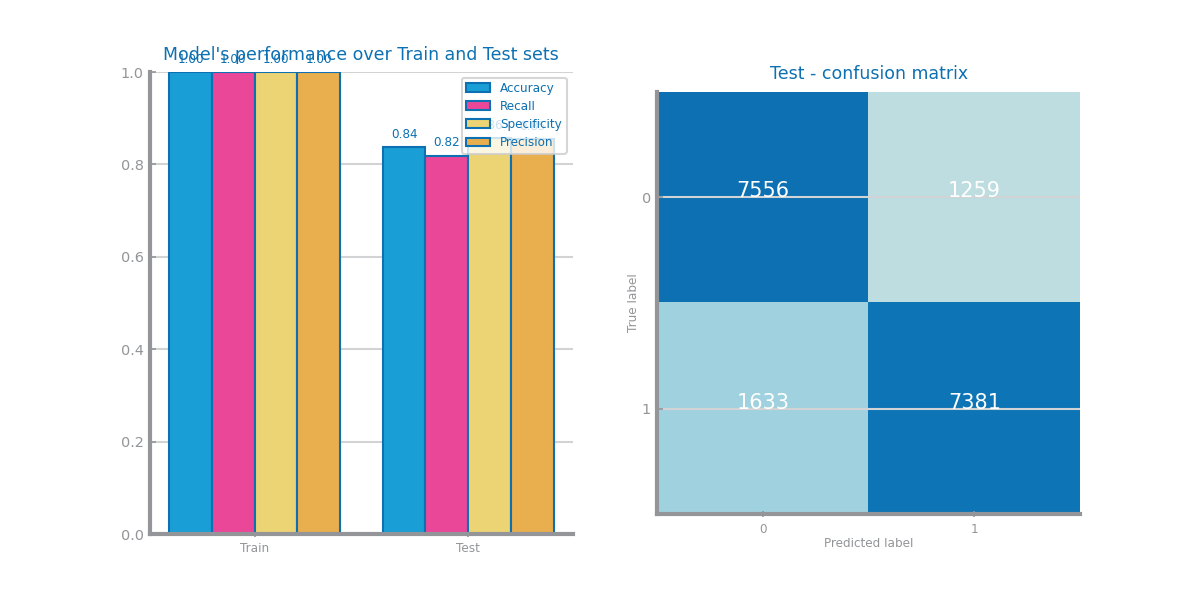 Model's performance over Train and Test sets
1.00 1.00 1.00 1.00
1.0
0.8
0.6
0.4
0.2
0.0
0.84
0.82
Accuracy
Recall
Specificity
Precision
Train Test
Test - confusion matrix
True label
0
1
7556 1259
1633 7381
0 1
Predicted label